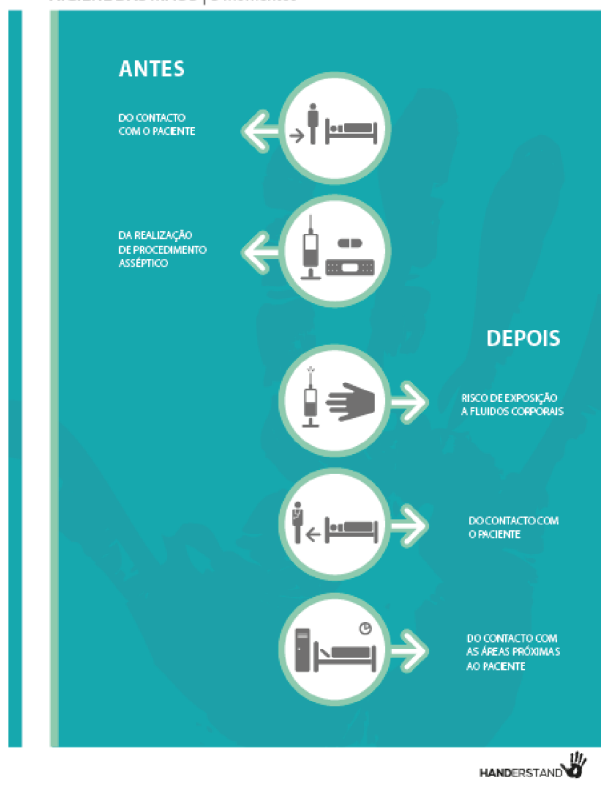 ANTES
DO CONTACTO
COM O PACIENTE
DA REALIZAÇÃO
DE PROCEDIMENTO
ASSÉPTICO
DEPOIS
RISCO DE EXPOSIÇÃO
A FLUIDOS CORPORAIS
DO CONTACTO COM
O PACIENTE
DO CONTACTO COM
AS ÁREAS PRÓXIMAS
AO PACIENTE
HANDERSTAND